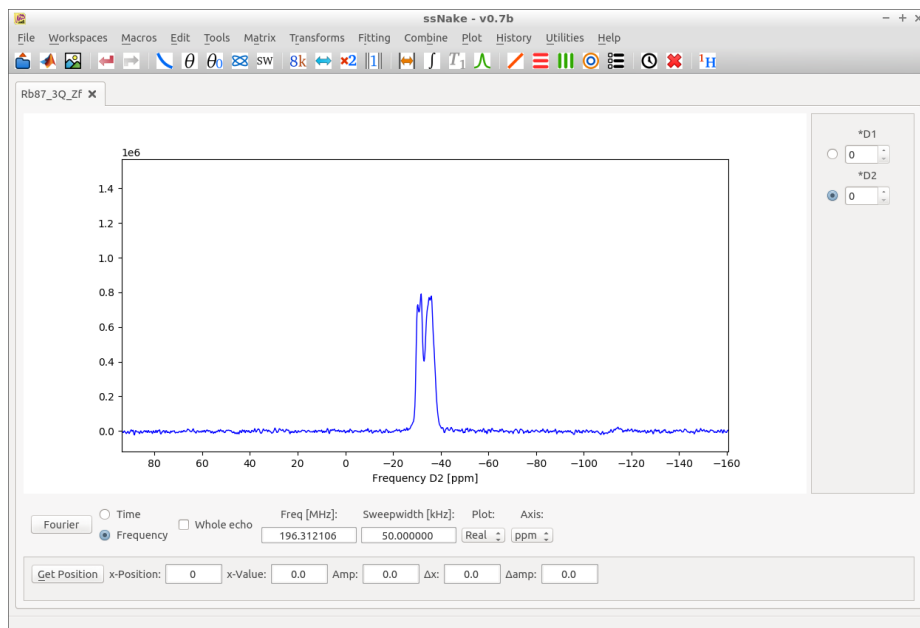 ssNake - v0.7b
File Workspaces Macros Edit Tools Matrix Transforms Fitting Combine Plot History Utilities Help
θ θ0 SW 8k ×2 ||1|| ∫ T1 1H
Rb87_3Q_Zf
*D1
0
*D2
0
1e6
1.4
1.2
1.0
0.8
0.6
0.4
0.2
0.0
80 60 40 20 0 −20 −40 −60 −80 −100 −120 −140 −160
Frequency D2 [ppm]
Fourier
Time
Frequency
Whole echo
Freq [MHz]: Sweepwidth [kHz]: Plot: Axis:
196.312106 50.000000 Real ppm
Get Position x-Position: 0 x-Value: 0.0 Amp: 0.0 Δx: 0.0 Δamp: 0.0